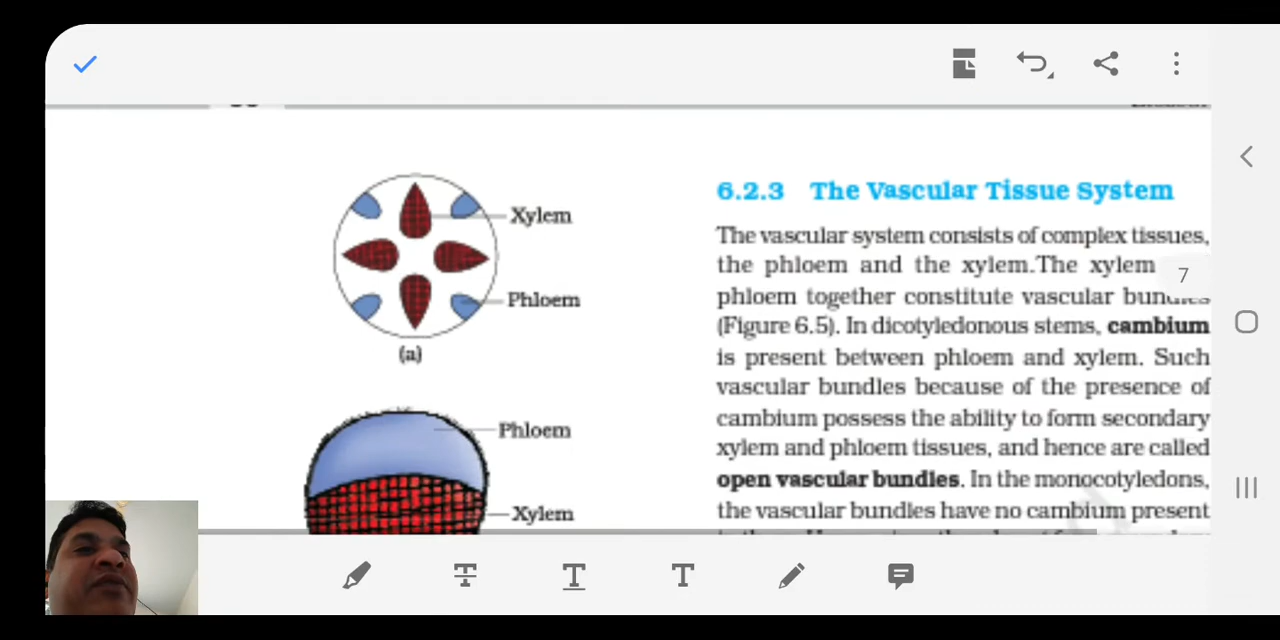 Xylem
Phloem
(a)
Phloem
Xylem
6.2.3 The Vascular Tissue System
The vascular system consists of complex tissues,
the phloem and the xylem.The xylem
7
phloem together constitute vascular bundles
(Figure 6.5). In dicotyledonous stems, cambium
is present between phloem and xylem. Such
vascular bundles because of the presence of
cambium possess the ability to form secondary
xylem and phloem tissues, and hence are called
open vascular bundles. In the monocotyledons,
the vascular bundles have no cambium present
T
T